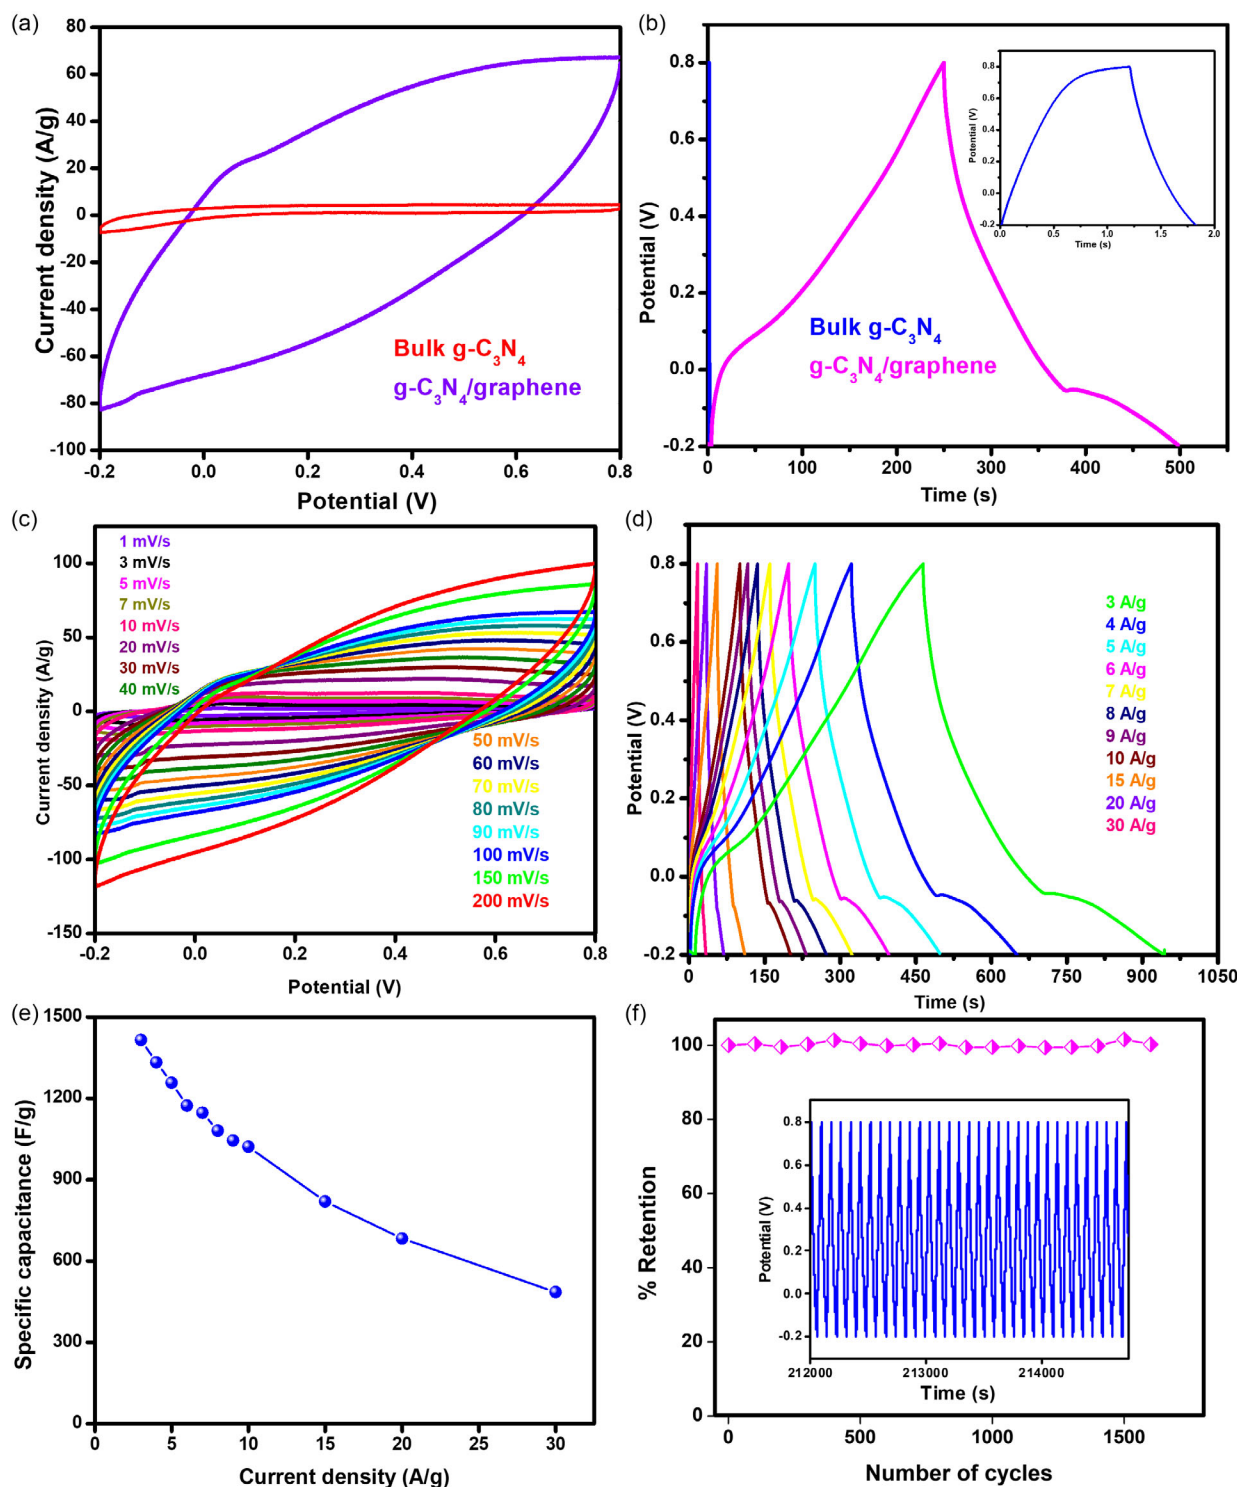 (a)
80
60
40
20
0
-20
-40
-60
-80
-100
Current density (A/g)
Bulk g-C₃N₄
g-C₃N₄/graphene
-0.2 0.0 0.2 0.4 0.6 0.8
Potential (V)
(b)
0.8
0.6
0.4
0.2
0.0
-0.2
Potential (V)
Bulk g-C₃N₄
g-C₃N₄/graphene
0 100 200 300 400 500
Time (s)
0.8
0.6
0.4
0.2
0.0
-0.2
Potential (V)
0.0 0.5 1.0 1.5 2.0
Time (s)
(c)
100
50
0
-50
-100
-150
Current density (A/g)
1 mV/s
3 mV/s
5 mV/s
7 mV/s
10 mV/s
20 mV/s
30 mV/s
40 mV/s
50 mV/s
60 mV/s
70 mV/s
80 mV/s
90 mV/s
100 mV/s
150 mV/s
200 mV/s
-0.2 0.0 0.2 0.4 0.6 0.8
Potential (V)
(d)
0.8
0.6
0.4
0.2
0.0
-0.2
Potential (V)
3 A/g
4 A/g
5 A/g
6 A/g
7 A/g
8 A/g
9 A/g
10 A/g
15 A/g
20 A/g
30 A/g
0 150 300 450 600 750 900 1050
Time (s)
(e)
1500
1200
900
600
300
0
Specific capacitance (F/g)
0 5 10 15 20 25 30
Current density (A/g)
(f)
100
80
60
40
20
0
% Retention
0.8
0.6
0.4
0.2
0.0
-0.2
Potential (V)
212000 213000 214000
Time (s)
0 500 1000 1500
Number of cycles